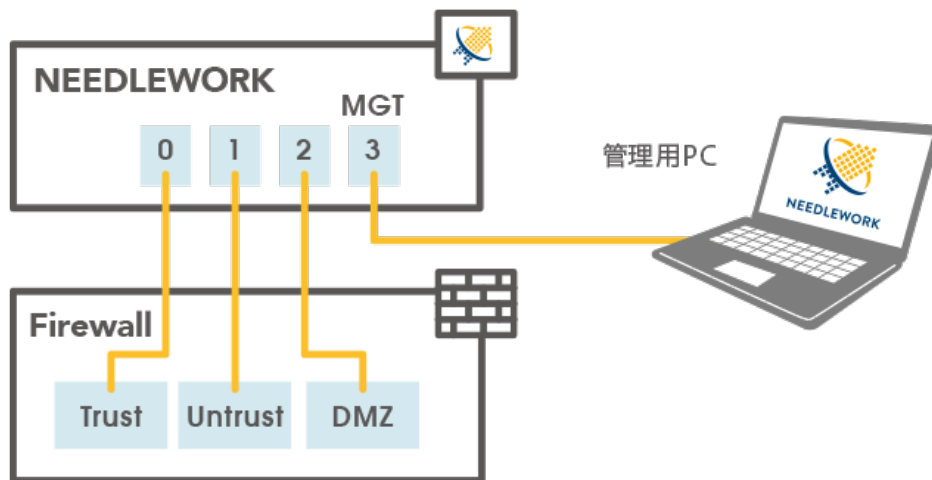 NEEDLEWORK
MGT
0 1 2 3
管理用PC
NEEDLEWORK
Firewall
Trust Untrust DMZ